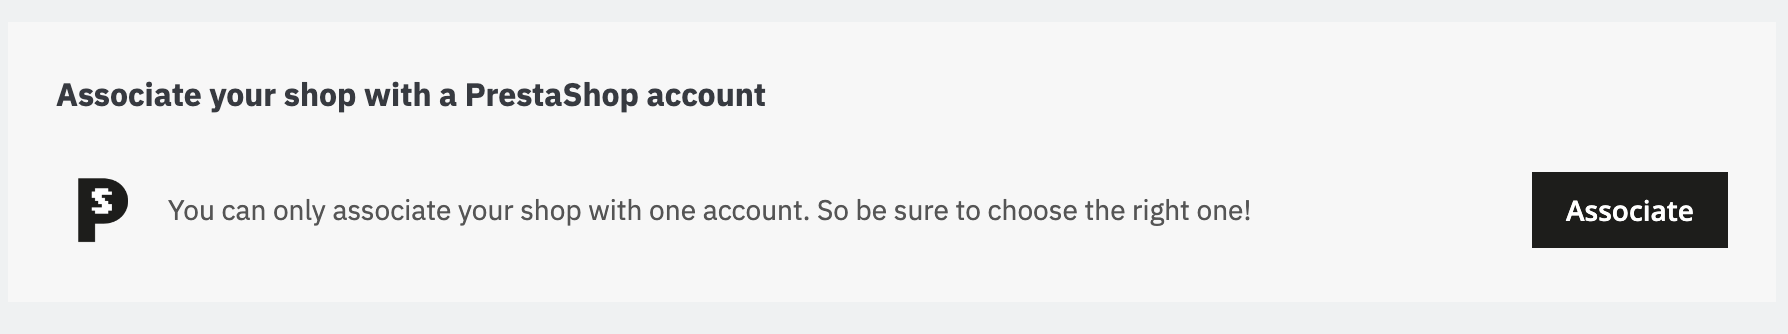 Associate your shop with a PrestaShop account
You can only associate your shop with one account. So be sure to choose the right one!
Associate